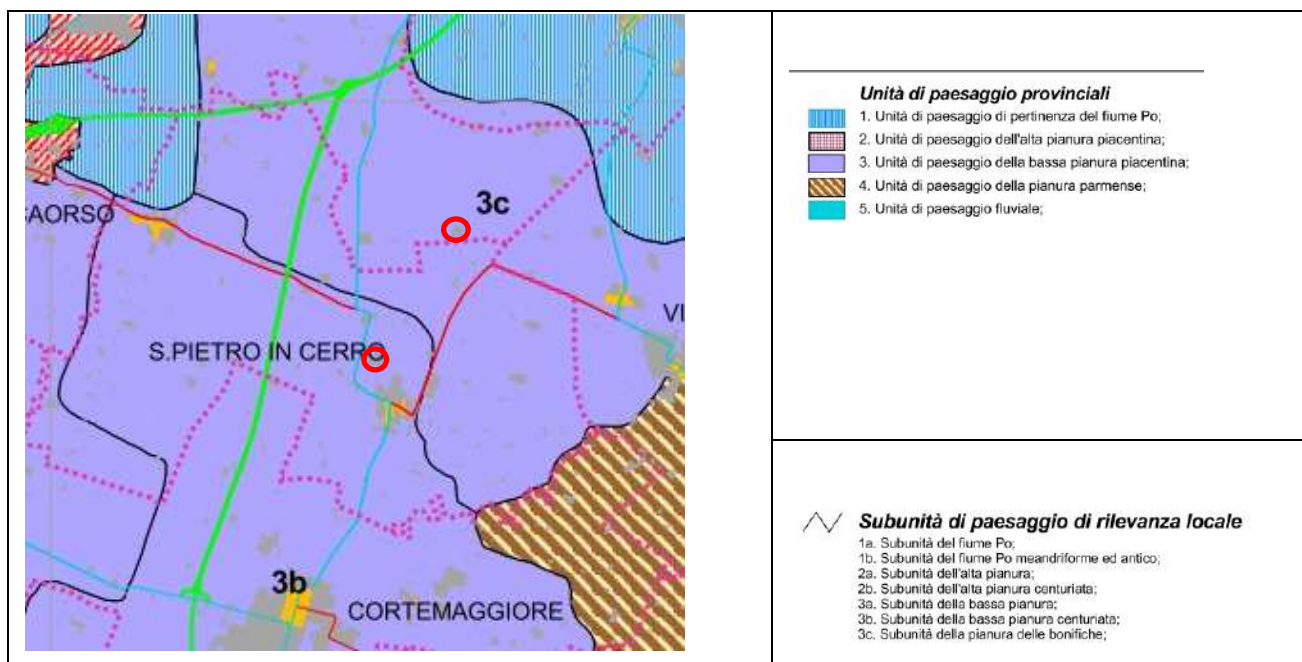 3c
CAORSO
VI
S.PIETRO IN CERRO
3b
CORTEMAGGIORE
Unità di paesaggio provinciali
1. Unità di paesaggio di pertinenza del fiume Po;
2. Unità di paesaggio dell'alta pianura piacentina;
3. Unità di paesaggio della bassa pianura piacentina;
4. Unità di paesaggio della pianura parmense;
5. Unità di paesaggio fluviale;
Subunità di paesaggio di rilevanza locale
1a. Subunità del fiume Po;
1b. Subunità del fiume Po meandriforme ed antico;
2a. Subunità dell'alta pianura;
2b. Subunità dell'alta pianura centuriata;
3a. Subunità della bassa pianura;
3b. Subunità della bassa pianura centuriata;
3c. Subunità della pianura delle bonifiche;